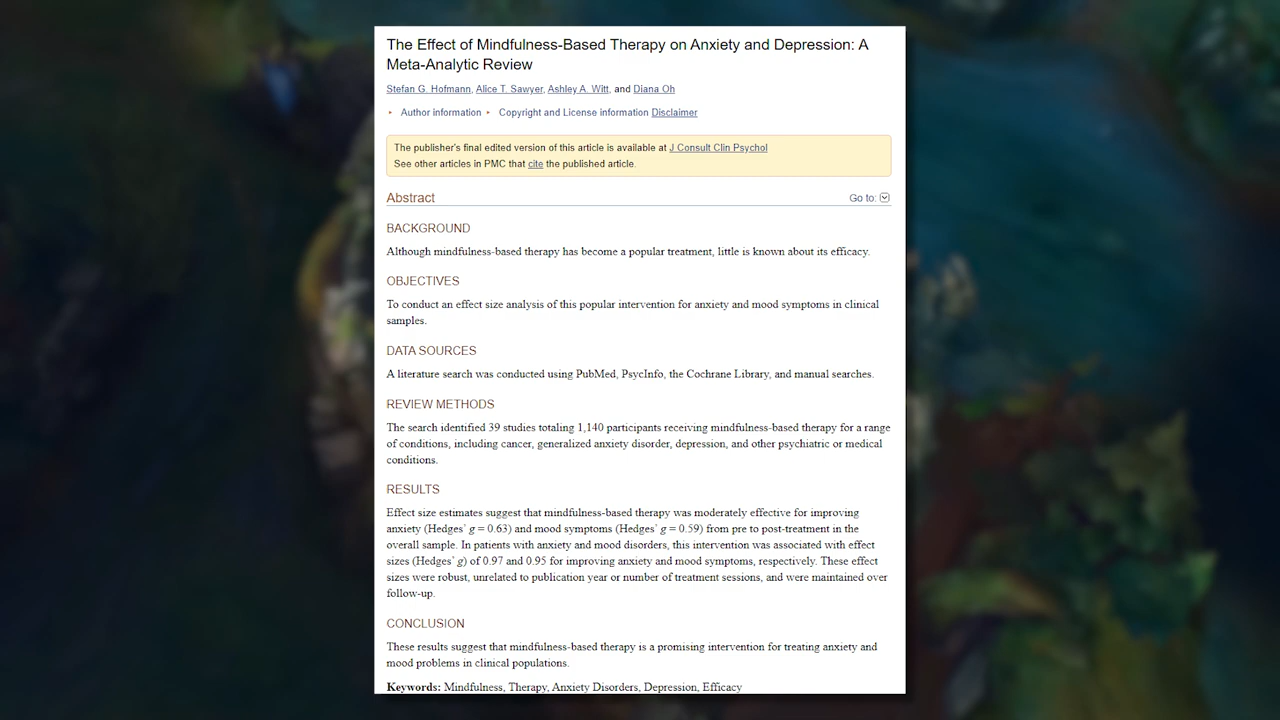 The Effect of Mindfulness-Based Therapy on Anxiety and Depression: A
Meta-Analytic Review
Stefan G. Hofmann, Alice T. Sawyer, Ashley A. Witt, and Diana Oh
Author information Copyright and License information Disclaimer
The publisher's final edited version of this article is available at J Consult Clin Psychol
See other articles in PMC that cite the published article.
Abstract Go to:
BACKGROUND
Although mindfulness-based therapy has become a popular treatment, little is known about its efficacy.
OBJECTIVES
To conduct an effect size analysis of this popular intervention for anxiety and mood symptoms in clinical
samples.
DATA SOURCES
A literature search was conducted using PubMed, PsycInfo, the Cochrane Library, and manual searches.
REVIEW METHODS
The search identified 39 studies totaling 1,140 participants receiving mindfulness-based therapy for a range
of conditions, including cancer, generalized anxiety disorder, depression, and other psychiatric or medical
conditions.
RESULTS
Effect size estimates suggest that mindfulness-based therapy was moderately effective for improving
anxiety (Hedges' g = 0.63) and mood symptoms (Hedges' g = 0.59) from pre to post-treatment in the
overall sample. In patients with anxiety and mood disorders, this intervention was associated with effect
sizes (Hedges' g) of 0.97 and 0.95 for improving anxiety and mood symptoms, respectively. These effect
sizes were robust, unrelated to publication year or number of treatment sessions, and were maintained over
follow-up.
CONCLUSION
These results suggest that mindfulness-based therapy is a promising intervention for treating anxiety and
mood problems in clinical populations.
Keywords: Mindfulness, Therapy, Anxiety Disorders, Depression, Efficacy